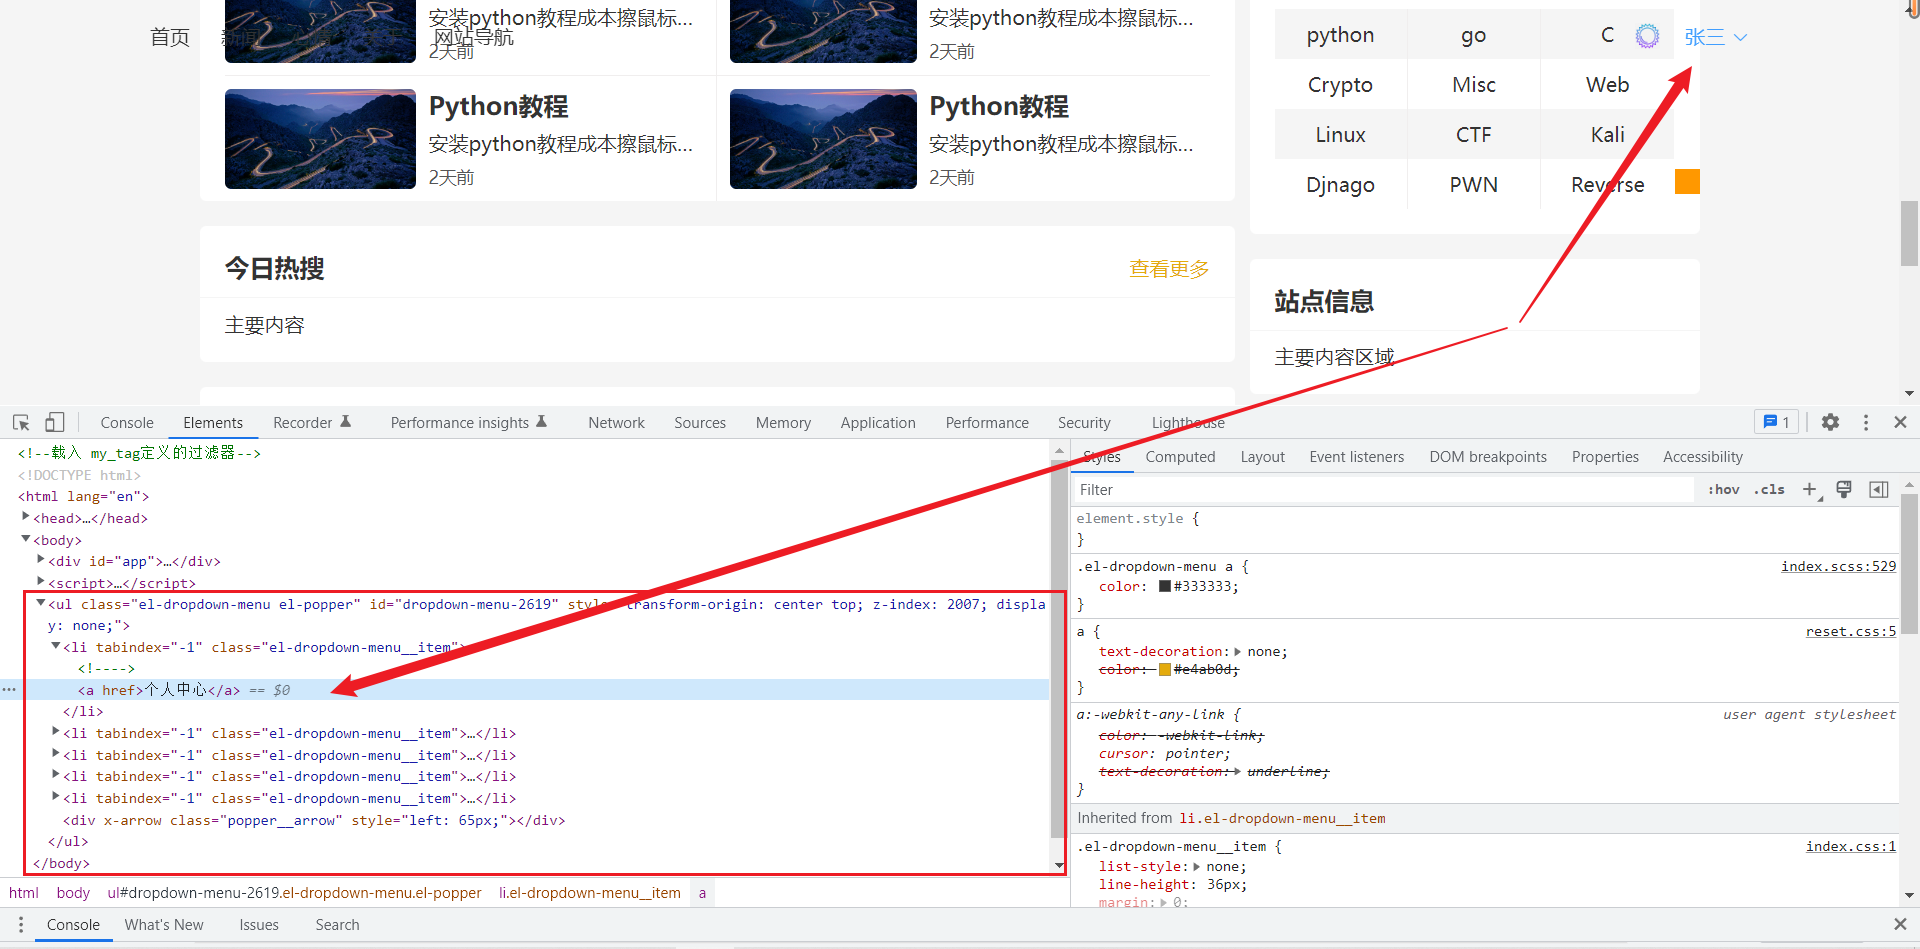 安装python教程成本擦鼠标...
安装python教程成本擦鼠标...
python go C
张三
首页
网站导航
2天前
2天前
Crypto Misc Web
Python教程
Python教程
安装python教程成本擦鼠标...
安装python教程成本擦鼠标...
Linux CTF Kali
2天前
2天前
Djnago PWN Reverse
今日热搜
查看更多
主要内容
站点信息
主要内容区域
Console Elements Recorder Performance insights Network Sources Memory Application Performance Security Lighthouse 1
<!--载入 my_tag定义的过滤器-->
<!DOCTYPE html>
<html lang="en">
<head>…</head>
<body>
<div id="app">…</div>
<script>…</script>
<ul class="el-dropdown-menu el-popper" id="dropdown-menu-2619" style="transform-origin: center top; z-index: 2007; displa
y: none;">
<li tabindex="-1" class="el-dropdown-menu__item">
<!---->
<a href>个人中心</a> == $0
</li>
<li tabindex="-1" class="el-dropdown-menu__item">…</li>
<li tabindex="-1" class="el-dropdown-menu__item">…</li>
<li tabindex="-1" class="el-dropdown-menu__item">…</li>
<li tabindex="-1" class="el-dropdown-menu__item">…</li>
<div x-arrow class="popper__arrow" style="left: 65px;"></div>
</ul>
</body>
html body ul#dropdown-menu-2619.el-dropdown-menu.el-popper li.el-dropdown-menu__item a
Styles Computed Layout Event listeners DOM breakpoints Properties Accessibility
Filter :hov .cls
element.style {
}
.el-dropdown-menu a { index.scss:529
color: #333333;
}
a { reset.css:5
text-decoration: none;
color: #e4ab0d;
}
a:-webkit-any-link { user agent stylesheet
color: -webkit-link;
cursor: pointer;
text-decoration: underline;
}
Inherited from li.el-dropdown-menu__item
.el-dropdown-menu__item { index.css:1
list-style: none;
line-height: 36px;
margin: 0;
Console What's New Issues Search